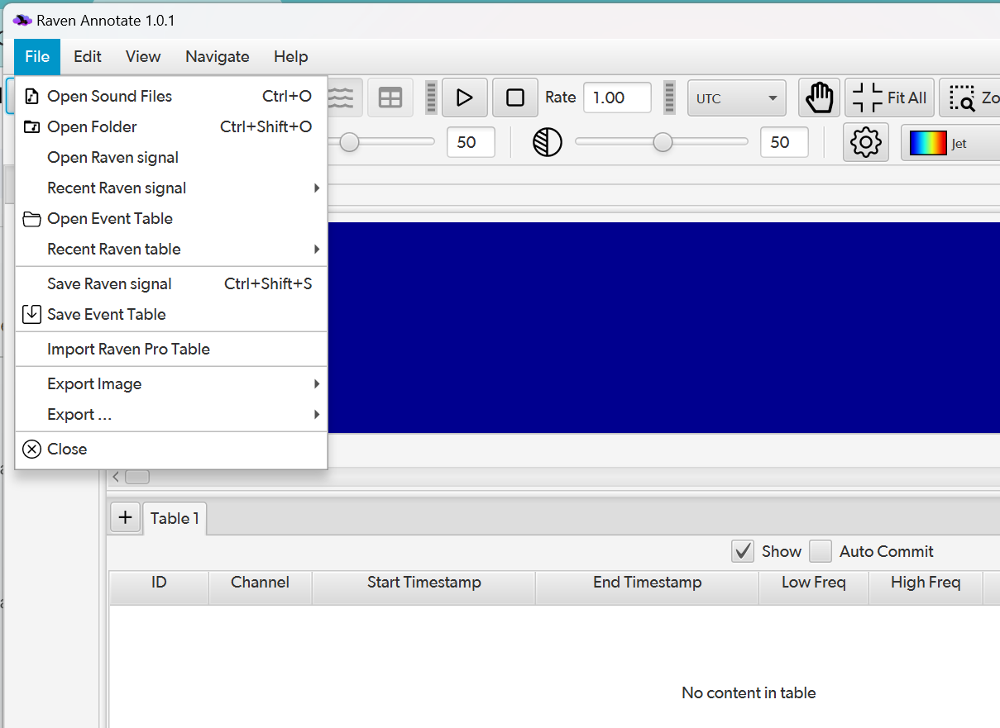 Raven Annotate 1.0.1
File Edit View Navigate Help
Open Sound Files Ctrl+O
Open Folder Ctrl+Shift+O
Open Raven signal
Recent Raven signal
Open Event Table
Recent Raven table
Save Raven signal Ctrl+Shift+S
Save Event Table
Import Raven Pro Table
Export Image
Export ...
Close
Rate 1.00 UTC Fit All Zo
50 50 Jet
+ Table 1
Show Auto Commit
ID Channel Start Timestamp End Timestamp Low Freq High Freq
No content in table